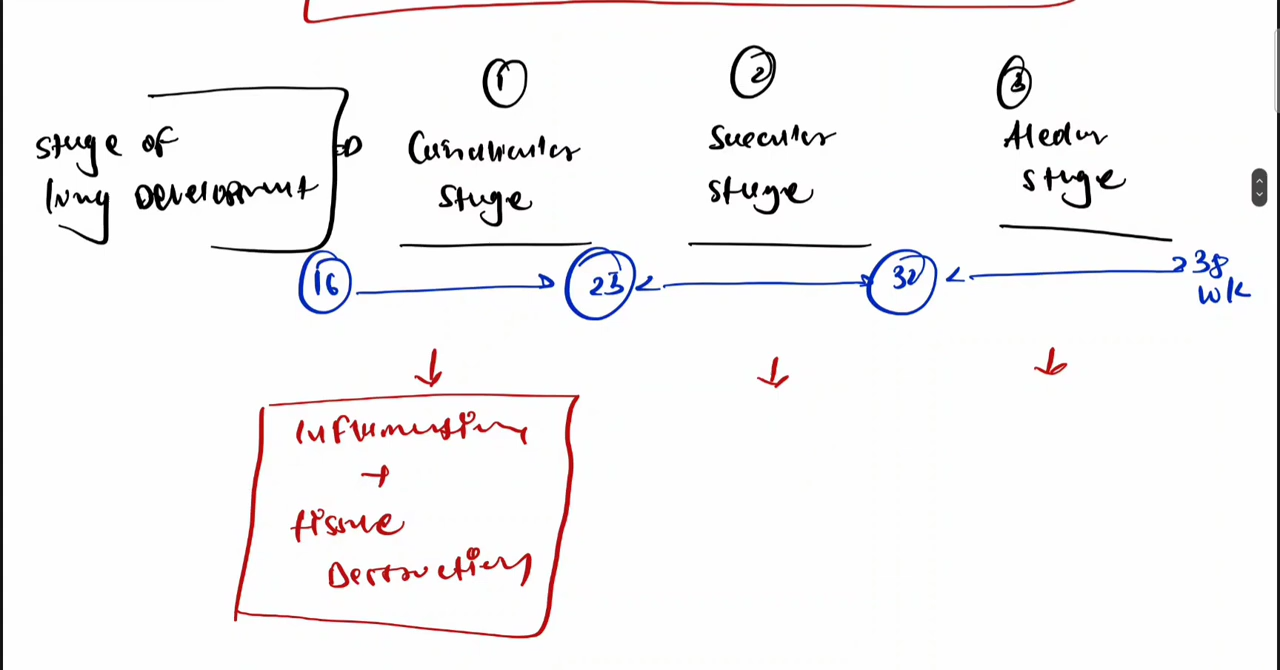 1
2
3
stage of
lung Development
Canalicular
stage
Saccular
stage
Aleolar
stage
16
23
32
>38
wk
Inflammation
+
tissue
Destruction